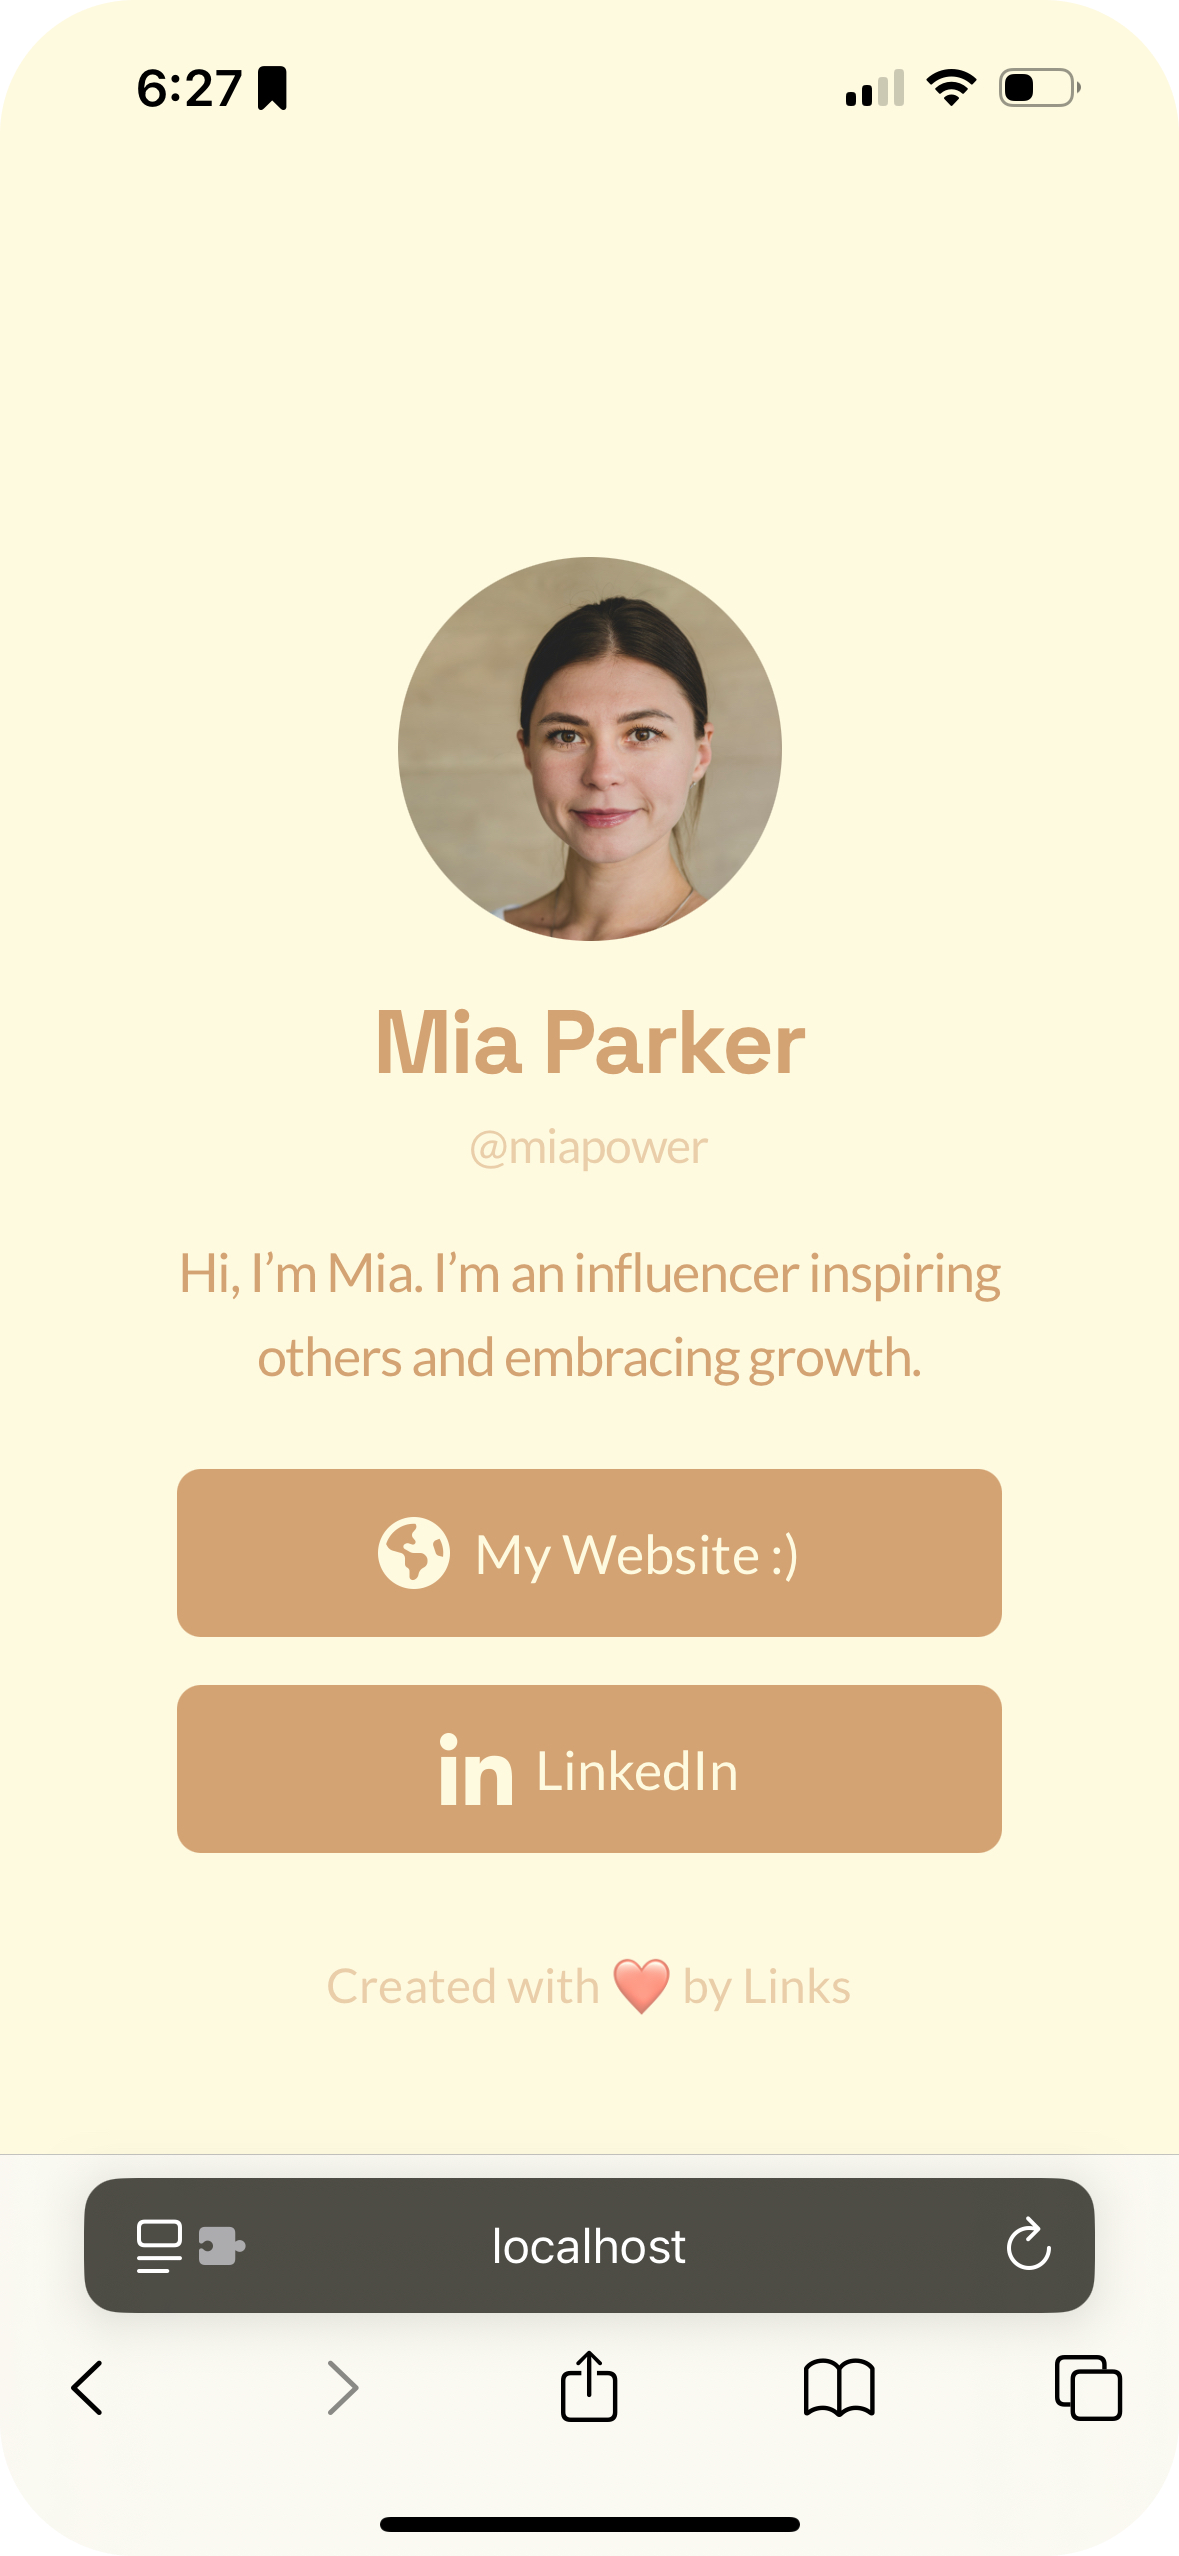 6:27
Mia Parker
@miapower
Hi, I’m Mia. I’m an influencer inspiring
others and embracing growth.
My Website :)
in LinkedIn
Created with ❤️ by Links
localhost